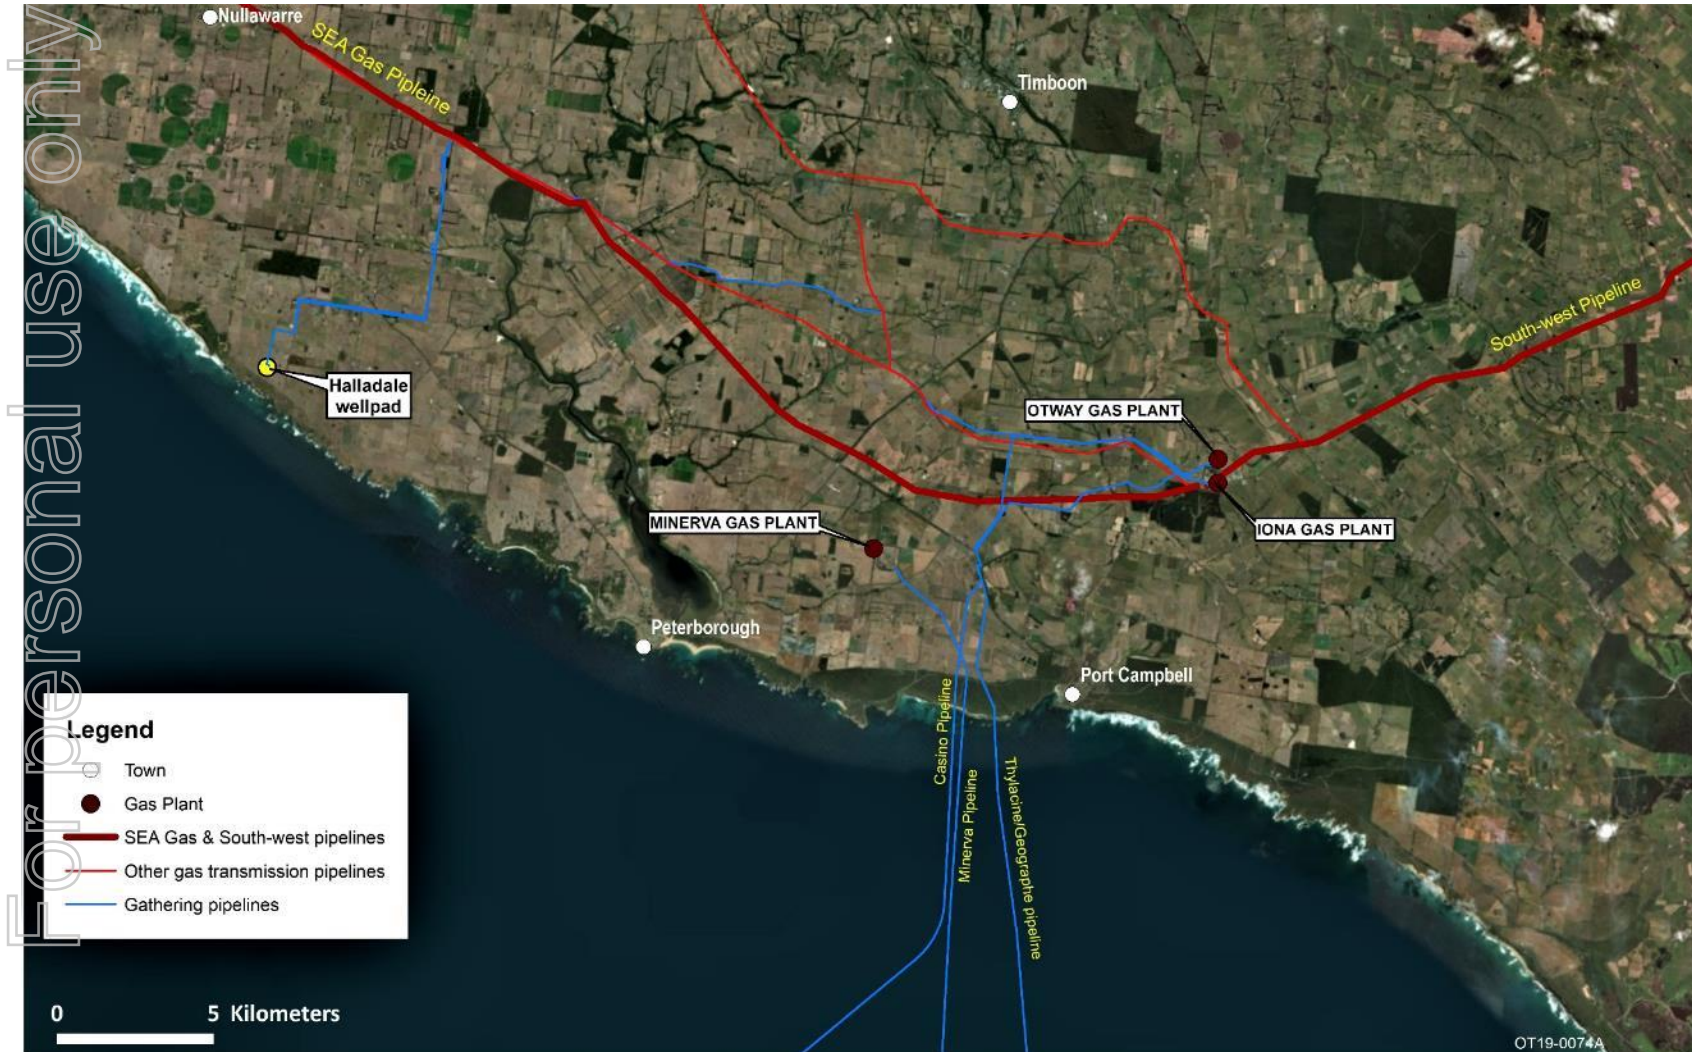 For personal use only
Nullawarre
SEA Gas Pipleine
Timboon
South-west Pipeline
Halladale
wellpad
OTWAY GAS PLANT
MINERVA GAS PLANT
IONA GAS PLANT
Peterborough
Port Campbell
Casino Pipeline
Minerva Pipeline
Thylacine/Geographe pipeline
Legend
Town
Gas Plant
SEA Gas & South-west pipelines
Other gas transmission pipelines
Gathering pipelines
0 5 Kilometers
OT19-0074A